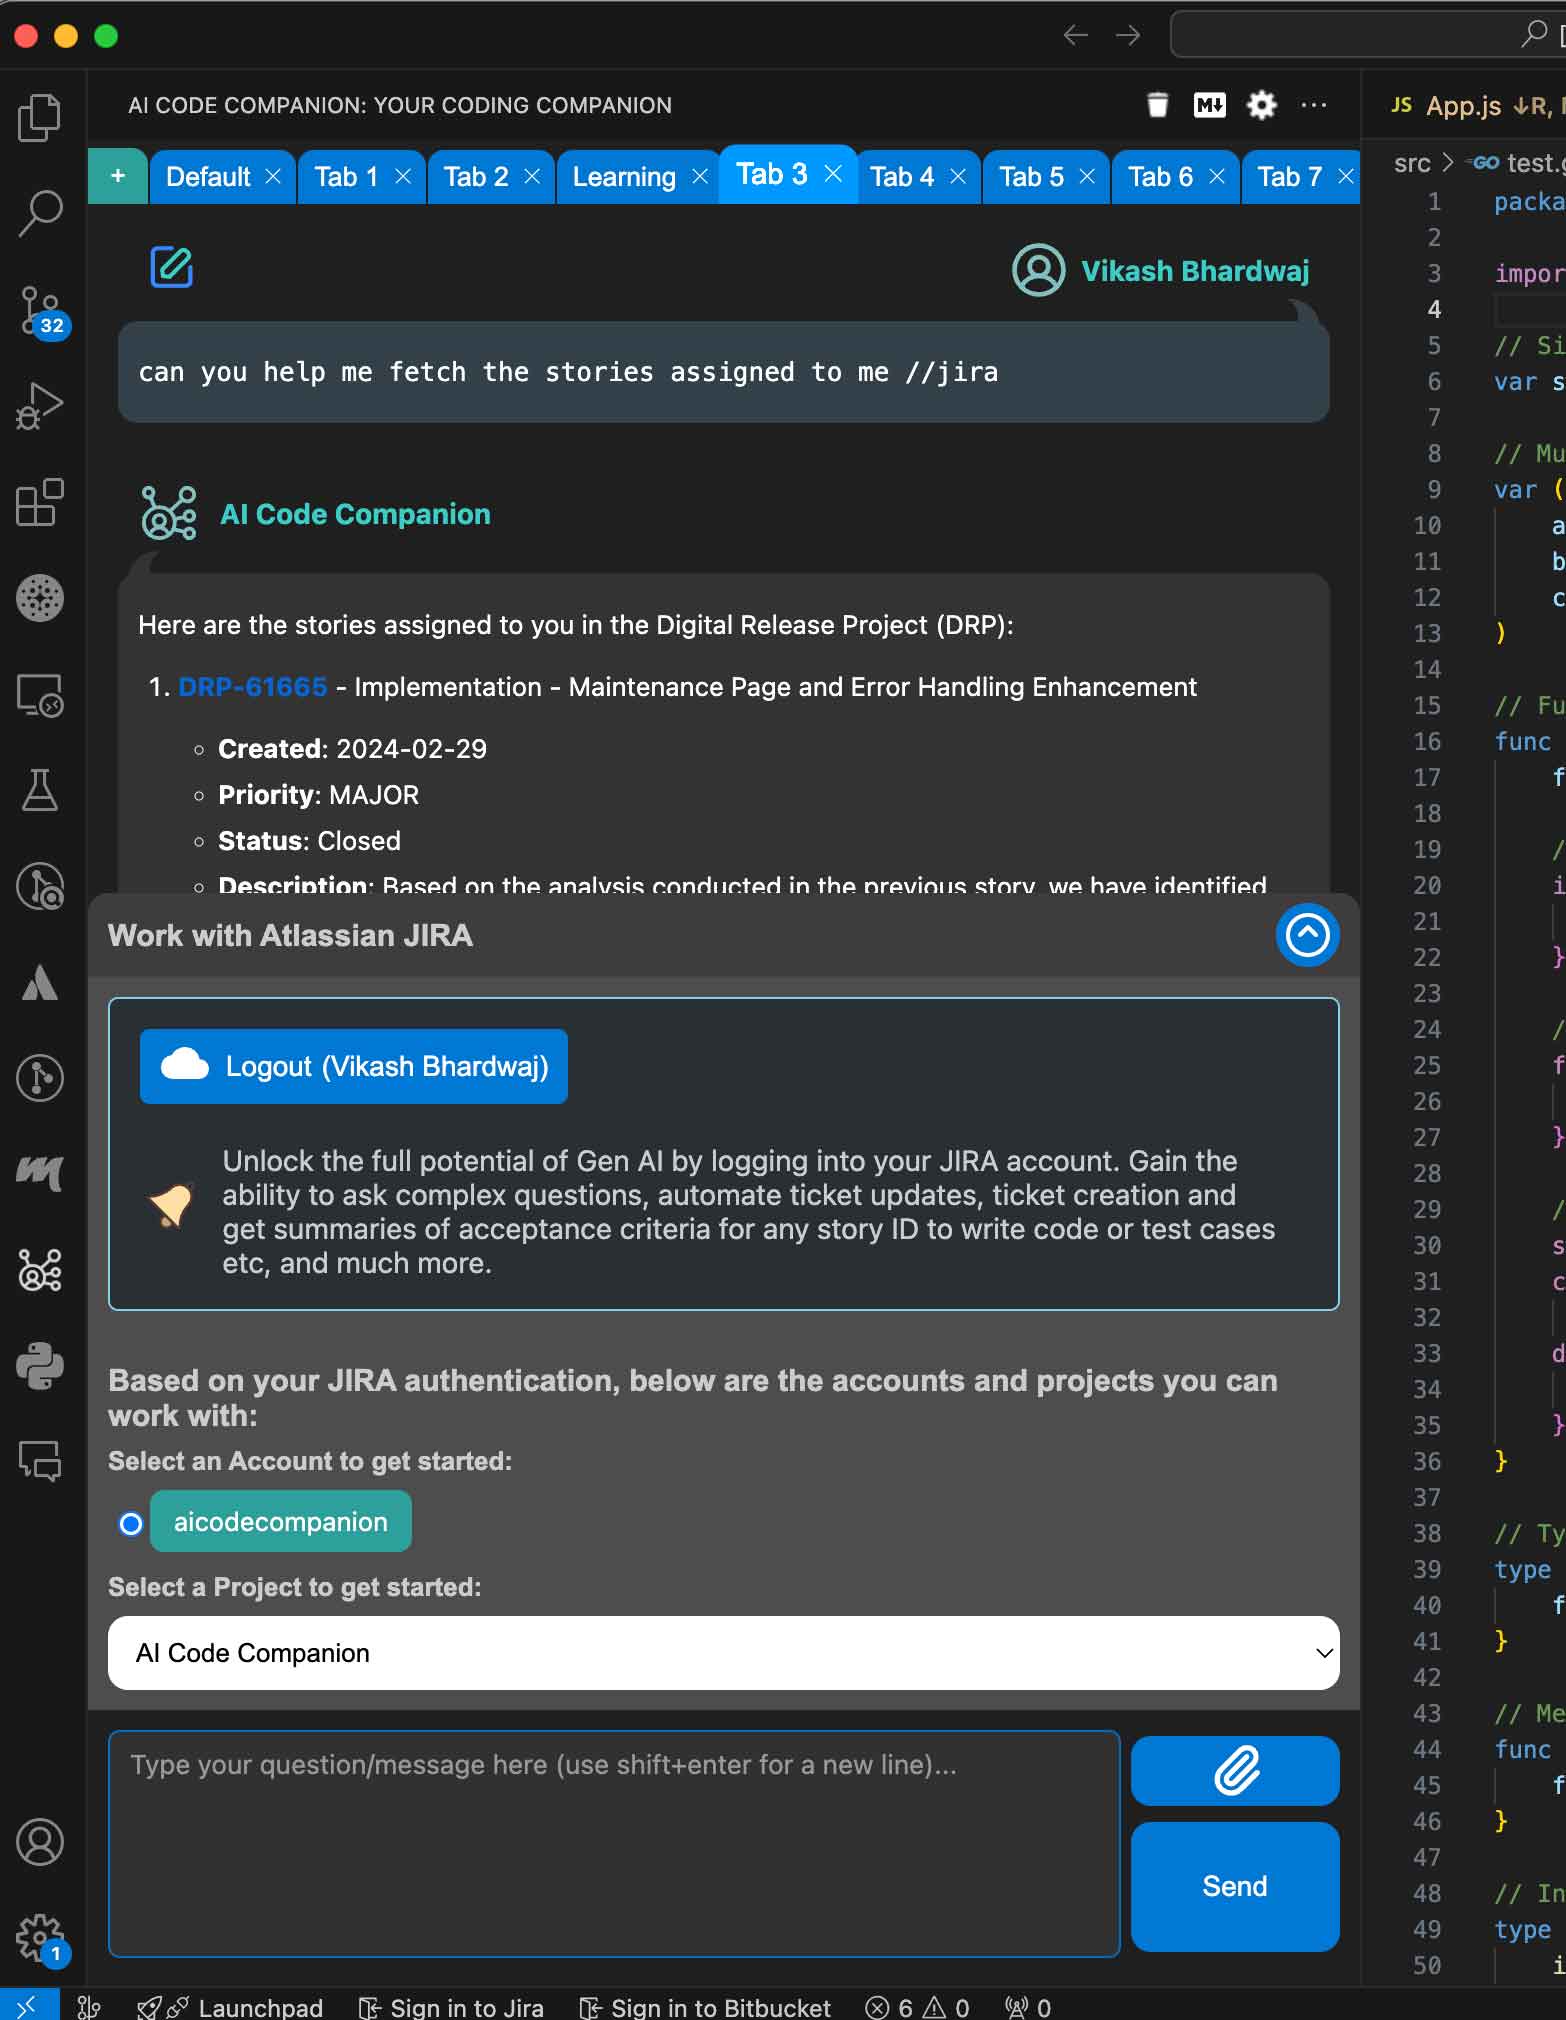 AI CODE COMPANION: YOUR CODING COMPANION
M↓
JS App.js ↓R,
+ Default Tab 1 Tab 2 Learning Tab 3 Tab 4 Tab 5 Tab 6 Tab 7
src > GO test.g
Vikash Bhardwaj
can you help me fetch the stories assigned to me //jira
AI Code Companion
Here are the stories assigned to you in the Digital Release Project (DRP):
1. DRP-61665 - Implementation - Maintenance Page and Error Handling Enhancement
Created: 2024-02-29
Priority: MAJOR
Status: Closed
Description: Based on the analysis conducted in the previous story, we have identified
Work with Atlassian JIRA
Logout (Vikash Bhardwaj)
Unlock the full potential of Gen AI by logging into your JIRA account. Gain the
ability to ask complex questions, automate ticket updates, ticket creation and
get summaries of acceptance criteria for any story ID to write code or test cases
etc, and much more.
Based on your JIRA authentication, below are the accounts and projects you can
work with:
Select an Account to get started:
aicodecompanion
Select a Project to get started:
AI Code Companion
Type your question/message here (use shift+enter for a new line)...
Send
32
1
1 packa
2
3 impor
4
5 // Si
6 var s
7
8 // Mu
9 var (
10 a
11 b
12 c
13 )
14
15 // Fu
16 func
17 f
18
19 /
20 i
21
22 }
23
24 /
25 f
26
27 }
28
29 /
30 s
31 c
32
33 d
34
35 }
36 }
37
38 // Ty
39 type
40 f
41 }
42
43 // Me
44 func
45 f
46 }
47
48 // In
49 type
50 i
Launchpad Sign in to Jira Sign in to Bitbucket 6 0 0